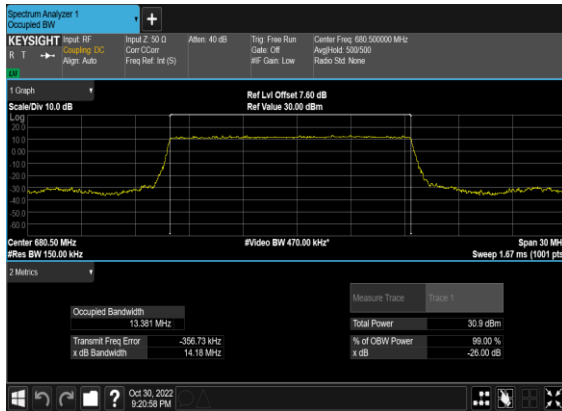 Spectrum Analyzer 1
Occupied BW
KEYSIGHT Input: RF Input Z: 50 Ω Atten: 40 dB Trig: Free Run Center Freq: 680.500000 MHz
R T Coupling: DC Corr CCorr Gate: Off Avg|Hold: 500/500
Align: Auto Freq Ref: Int (S) #IF Gain: Low Radio Std: None
LXI
1 Graph
Ref Lvl Offset 7.60 dB
Scale/Div 10.0 dB Ref Value 30.00 dBm
Log
20.0
10.0
0.00
-10.0
-20.0
-30.0
-40.0
-50.0
-60.0
Center 680.50 MHz #Video BW 470.00 kHz* Span 30 MH
#Res BW 150.00 kHz Sweep 1.67 ms (1001 pts
2 Metrics
Measure Trace Trace 1
Occupied Bandwidth
13.381 MHz Total Power 30.9 dBm
Transmit Freq Error -356.73 kHz % of OBW Power 99.00 %
x dB Bandwidth 14.18 MHz x dB -26.00 dB
? Oct 30, 2022
9:20:58 PM